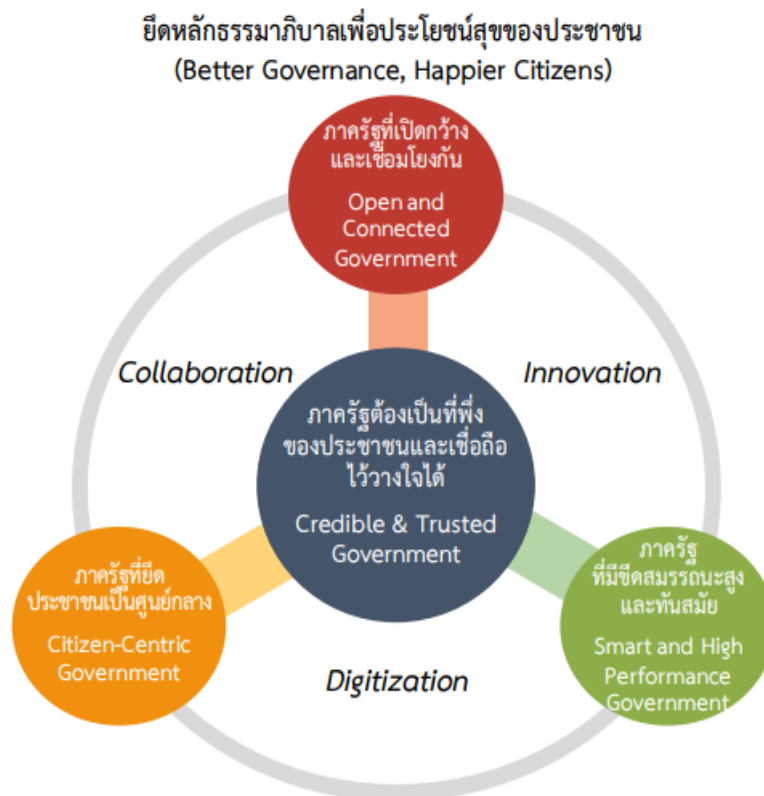 ยึดหลักธรรมาภิบาลเพื่อประโยชน์สุขของประชาชน
(Better Governance, Happier Citizens)
ภาครัฐที่เปิดกว้าง
และเชื่อมโยงกัน
Open and
Connected
Government
Collaboration
Innovation
ภาครัฐต้องเป็นที่พึ่ง
ของประชาชนและเชื่อถือ
ไว้วางใจได้
Credible & Trusted
Government
ภาครัฐที่ยึด
ประชาชนเป็นศูนย์กลาง
Citizen-Centric
Government
ภาครัฐ
ที่มีขีดสมรรถนะสูง
และทันสมัย
Smart and High
Performance
Government
Digitization